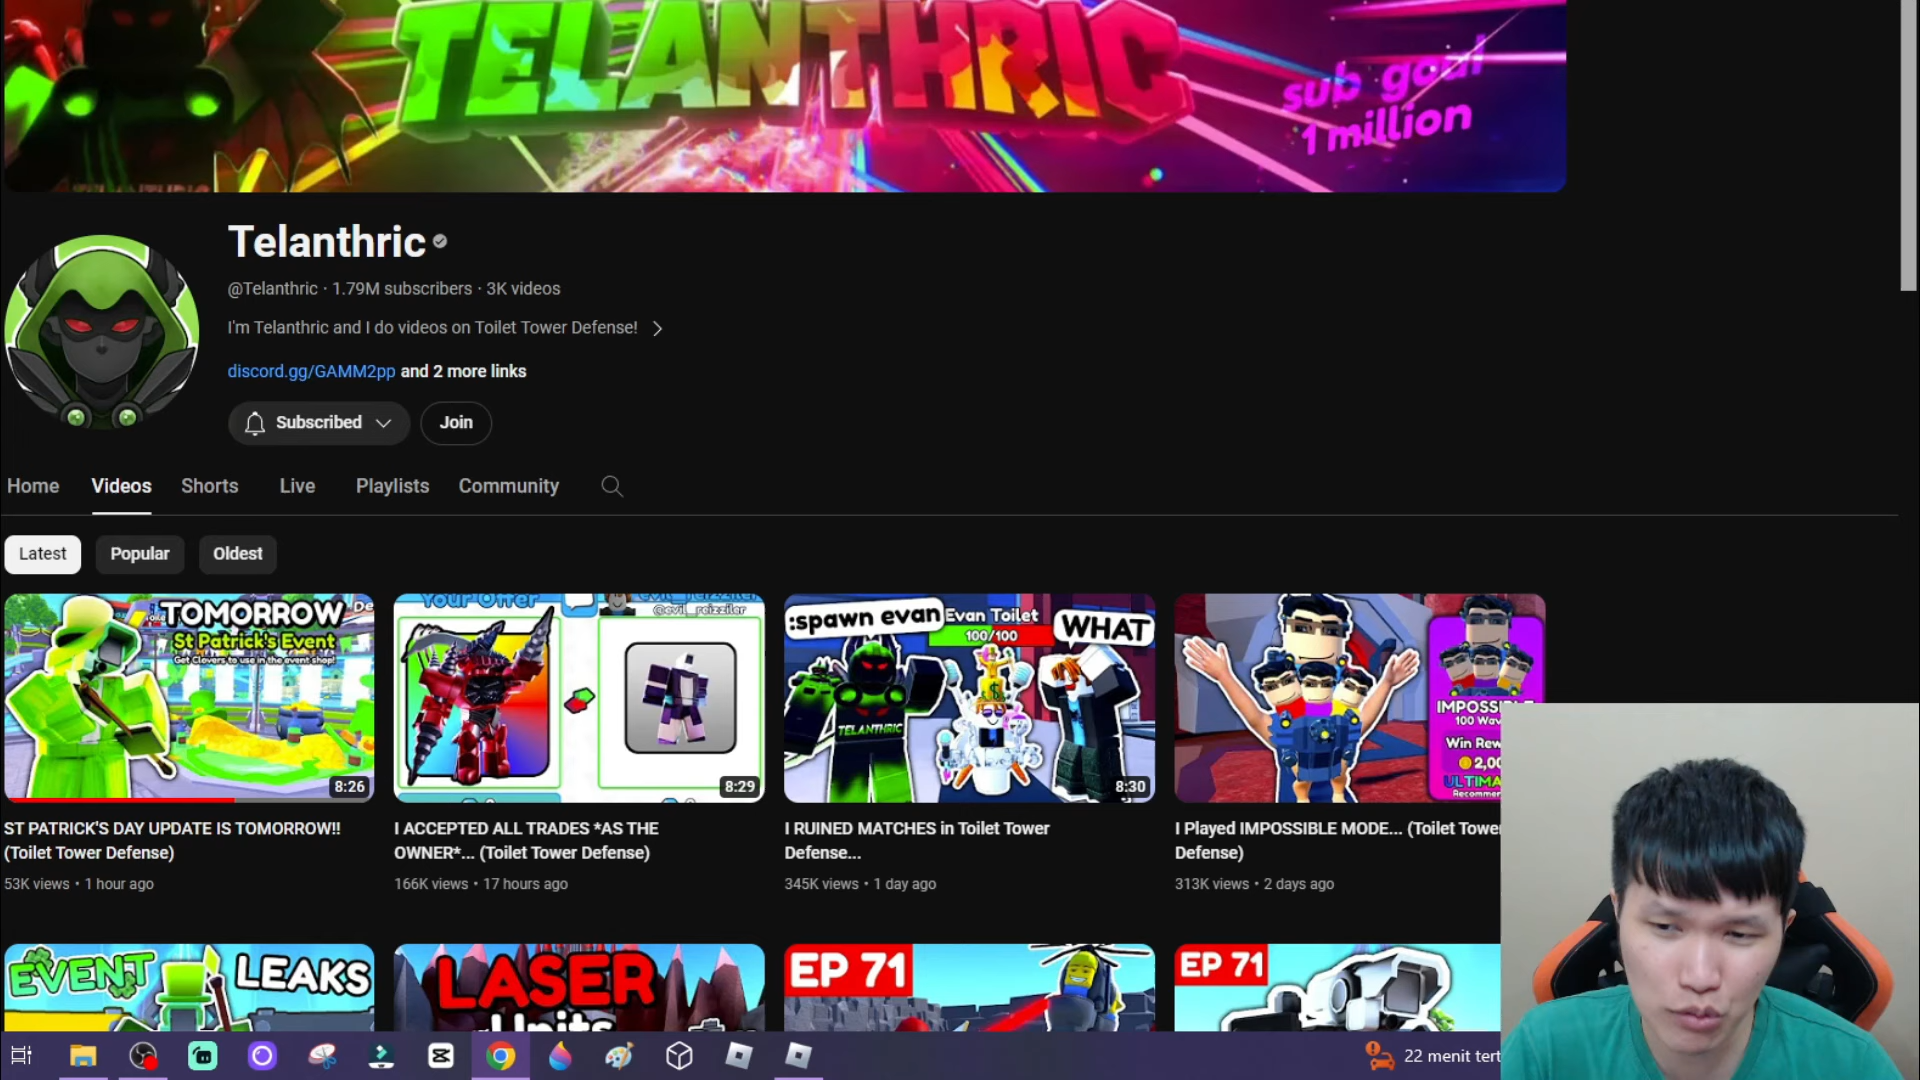 TELANTHRIC
sub goal
1 million
Telanthric
@Telanthric · 1.79M subscribers · 3K videos
I'm Telanthric and I do videos on Toilet Tower Defense!
discord.gg/GAMM2pp and 2 more links
Subscribed
Join
Home Videos Shorts Live Playlists Community
Latest Popular Oldest
TOMORROW
St Patrick's Event
Get Clovers to use in the event shop!
8:26
Your Offer
@evil_reizziler
8:29
:spawn evan
Evan Toilet
100/100
WHAT
TELANTHRIC
8:30
IMPOSSIBLE
100 Wav
Win Rew
2,00
ULTIMA
Recommen
ST PATRICK'S DAY UPDATE IS TOMORROW!!
(Toilet Tower Defense)
53K views • 1 hour ago
I ACCEPTED ALL TRADES *AS THE
OWNER*... (Toilet Tower Defense)
166K views • 17 hours ago
I RUINED MATCHES in Toilet Tower
Defense...
345K views • 1 day ago
I Played IMPOSSIBLE MODE... (Toilet Tower
Defense)
313K views • 2 days ago
EVENT LEAKS
LASER
Units
EP 71
EP 71
22 menit tert